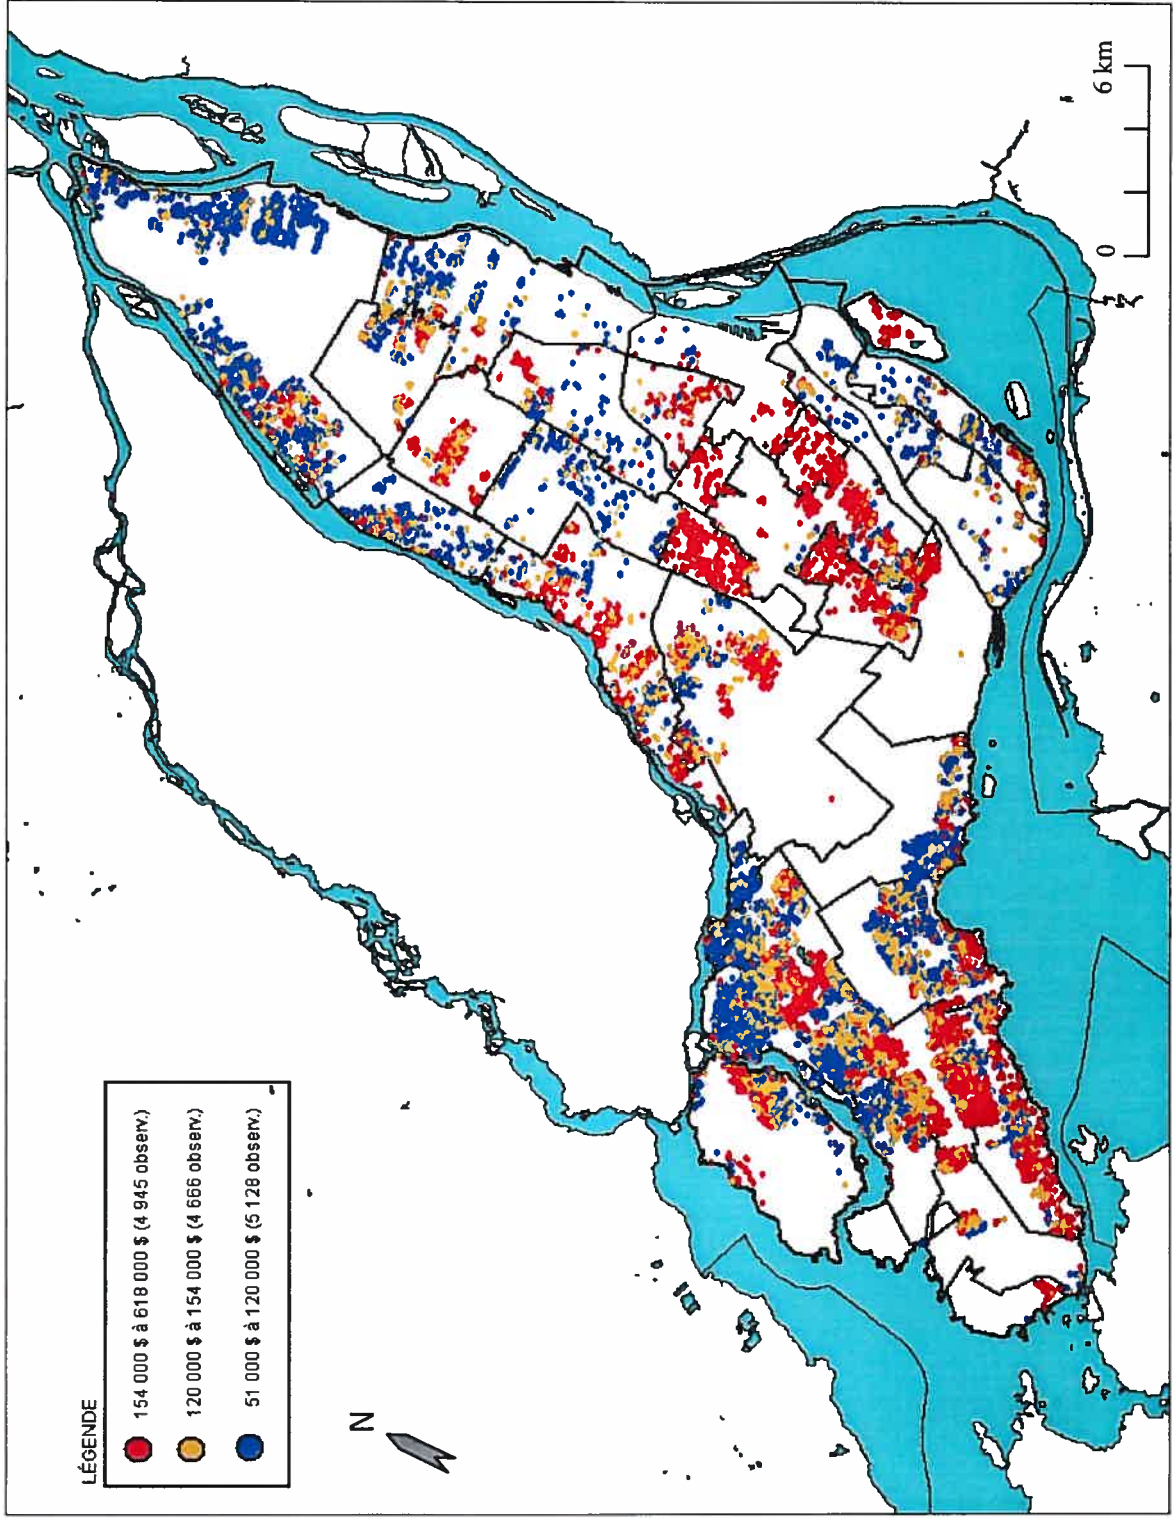 LÉGENDE
154 000 $ à 618 000 $ (4 945 observ.)
120 000 $ à 154 000 $ (4 666 observ.)
51 000 $ à 120 000 $ (5 128 observ.)
N
0 6 km